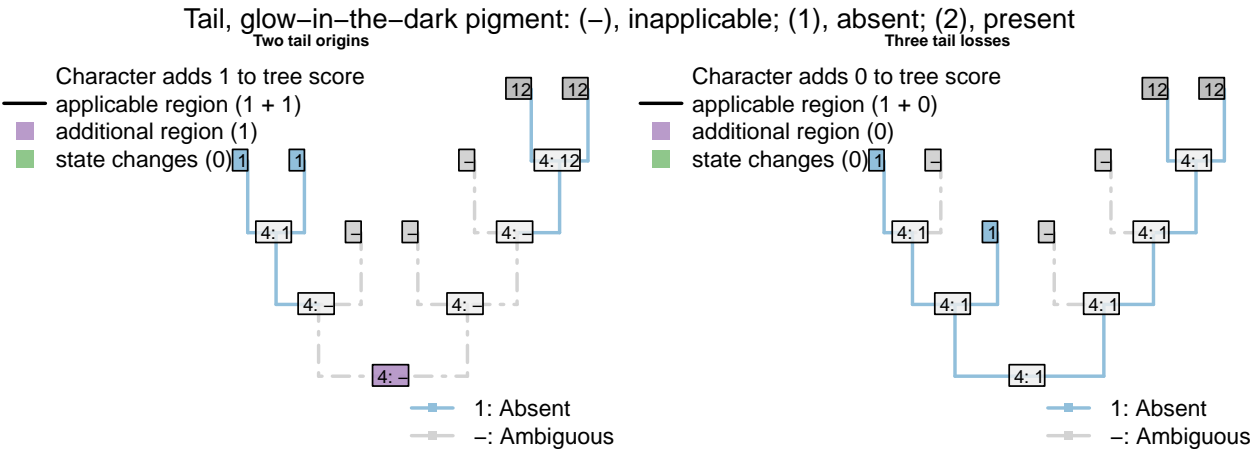 Tail, glow−in−the−dark pigment: (−), inapplicable; (1), absent; (2), present
Two tail origins
Character adds 1 to tree score
applicable region (1 + 1)
additional region (1)
state changes (0)
12 12
1 1 − 4: 12
4: 1 − − 4: −
4: − 4: −
4: −
1: Absent
−: Ambiguous
Three tail losses
Character adds 0 to tree score
applicable region (1 + 0)
additional region (0)
state changes (0)
12 12
1 − − 4: 1
4: 1 1 − 4: 1
4: 1 4: 1
4: 1
1: Absent
−: Ambiguous